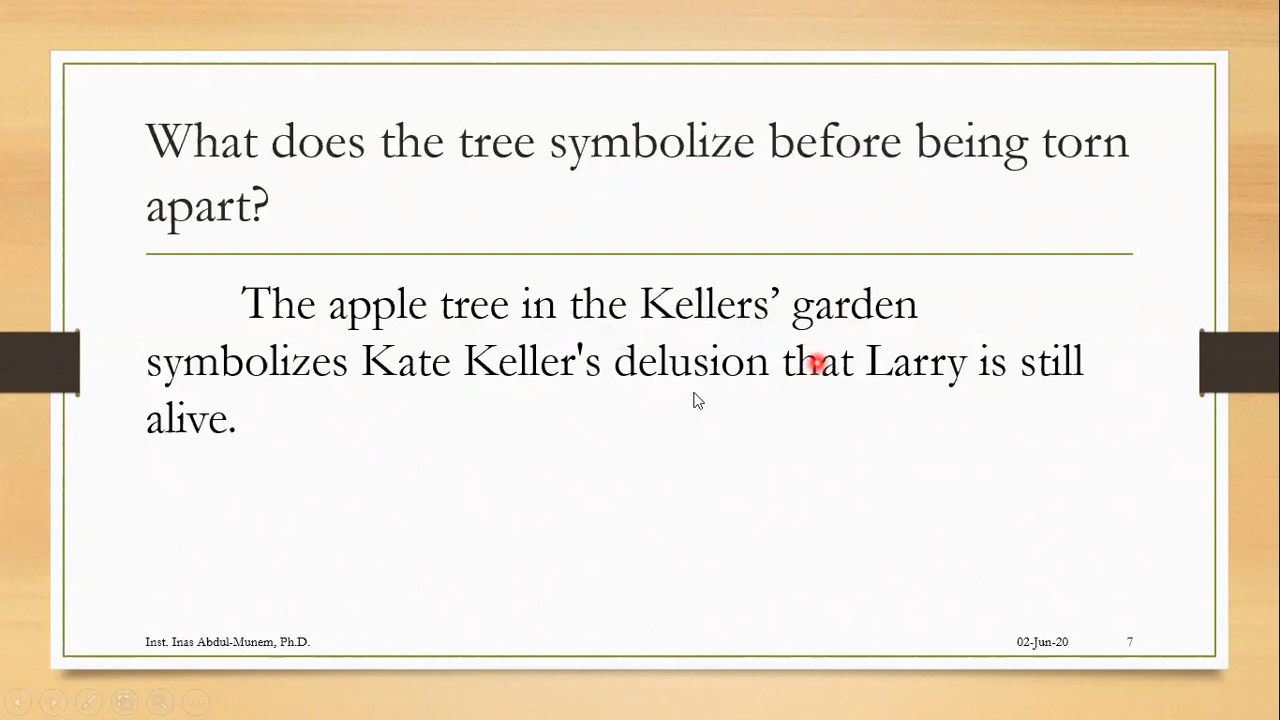 What does the tree symbolize before being torn
apart?
The apple tree in the Kellers’ garden
symbolizes Kate Keller's delusion that Larry is still
alive.
Inst. Inas Abdul-Munem, Ph.D.
02-Jun-20
7